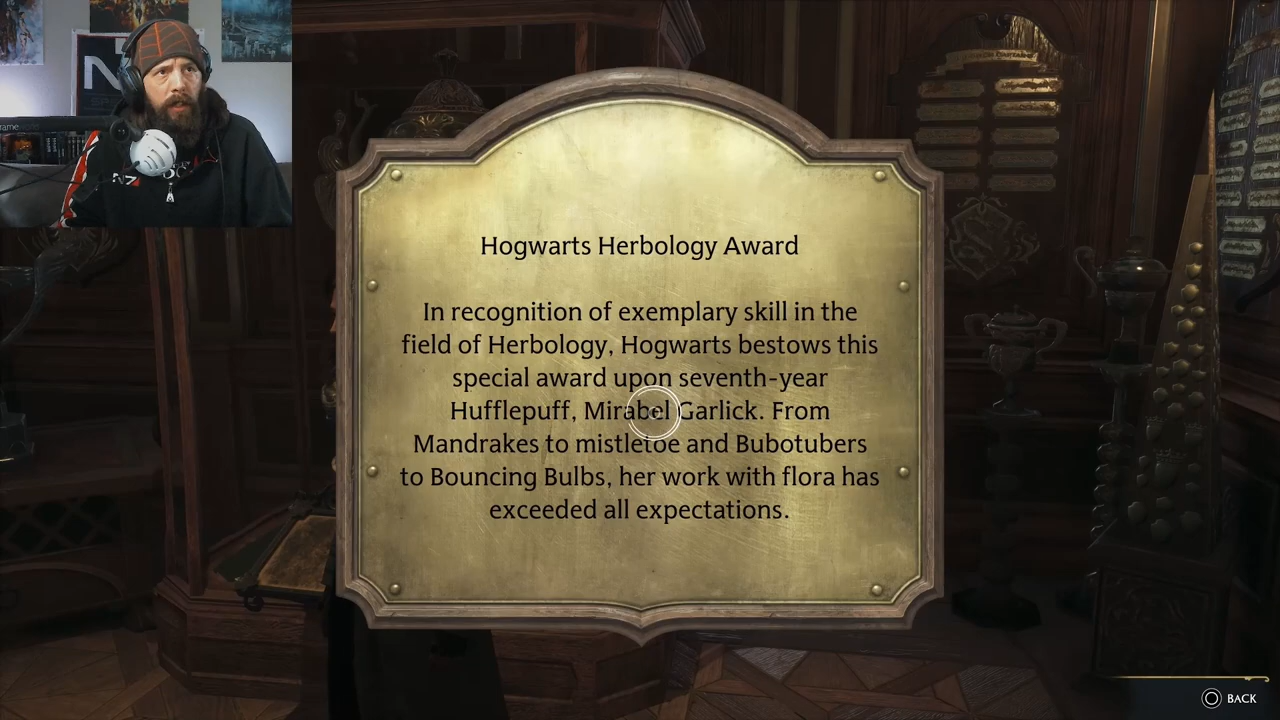 Hogwarts Herbology Award
In recognition of exemplary skill in the
field of Herbology, Hogwarts bestows this
special award upon seventh-year
Hufflepuff, Mirabel Garlick. From
Mandrakes to mistletoe and Bubotubers
to Bouncing Bulbs, her work with flora has
exceeded all expectations.
BACK